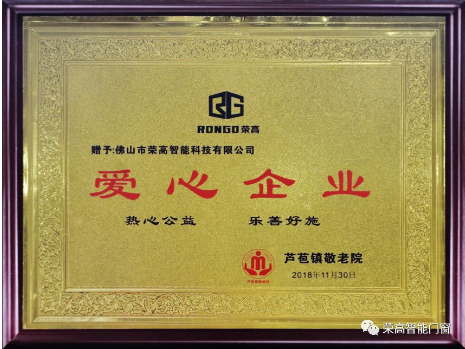 RG
RONGO荣高
赠予:佛山市荣高智能科技有限公司
爱心企业
热心公益 乐善好施
芦苞镇敬老院
2018年11月30日
荣高智能门窗